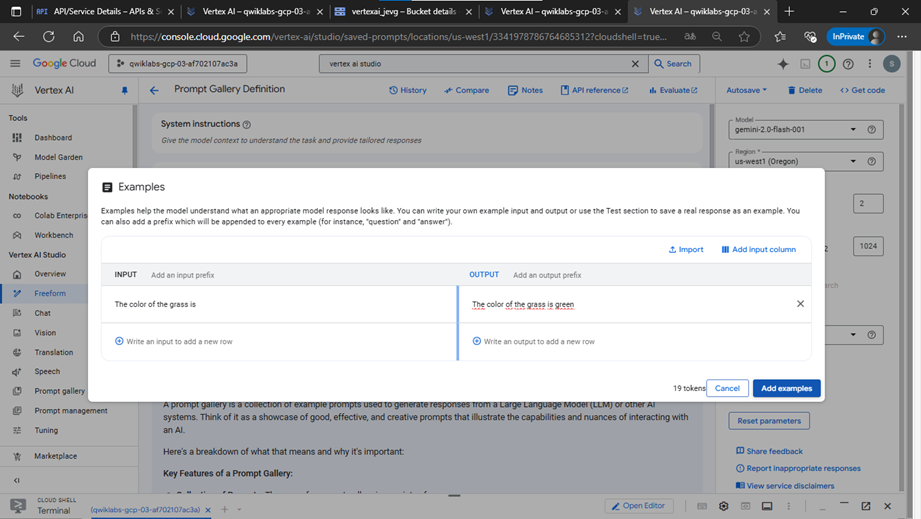 API API/Service Details – APIs & S
Vertex AI – qwiklabs-gcp-03-a
vertexai_jevg – Bucket details
Vertex AI – qwiklabs-gcp-03-a
Vertex AI – qwiklabs-gcp-03-a
https://console.cloud.google.com/vertex-ai/studio/saved-prompts/locations/us-west1/3341978786764685312?cloudshell=true...
InPrivate
Google Cloud
qwiklabs-gcp-03-af702107ac3a
vertex ai studio
Search
1
S
Vertex AI
Prompt Gallery Definition
History
Compare
Notes
API reference
Evaluate
Autosave
Delete
<> Get code
Tools
Dashboard
Model Garden
Pipelines
Notebooks
Colab Enterpris
Workbench
Vertex AI Studio
Overview
Freeform
Chat
Vision
Translation
Speech
Prompt gallery
Prompt management
Tuning
Marketplace
System instructions
Give the model context to understand the task and provide tailored responses
Model
gemini-2.0-flash-001
Region *
us-west1 (Oregon)
2
1024
Examples
Examples help the model understand what an appropriate model response looks like. You can write your own example input and output or use the Test section to save a real response as an example. You
can also add a prefix which will be appended to every example (for instance, "question" and "answer").
Import
Add input column
INPUT Add an input prefix
OUTPUT Add an output prefix
The color of the grass is
The color of the grass is green
Write an input to add a new row
Write an output to add a new row
19 tokens
Cancel
Add examples
A prompt gallery is a collection of example prompts used to generate responses from a Large Language Model (LLM) or other AI
systems. Think of it as a showcase of good, effective, and creative prompts that illustrate the capabilities and nuances of interacting with
an AI.
Here's a breakdown of what that means and why it's important:
Key Features of a Prompt Gallery:
Reset parameters
Share feedback
Report inappropriate responses
View service disclaimers
CLOUD SHELL
Terminal
(qwiklabs-gcp-03-af702107ac3a)
Open Editor